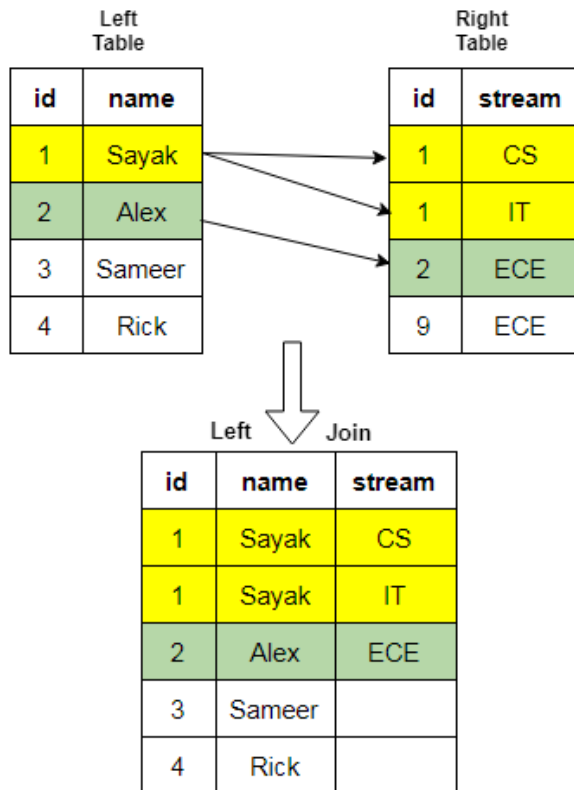 Left Right
Table Table
id name id stream
1 Sayak 1 CS
2 Alex 1 IT
3 Sameer 2 ECE
4 Rick 9 ECE
Left Join
id name stream
1 Sayak CS
1 Sayak IT
2 Alex ECE
3 Sameer
4 Rick